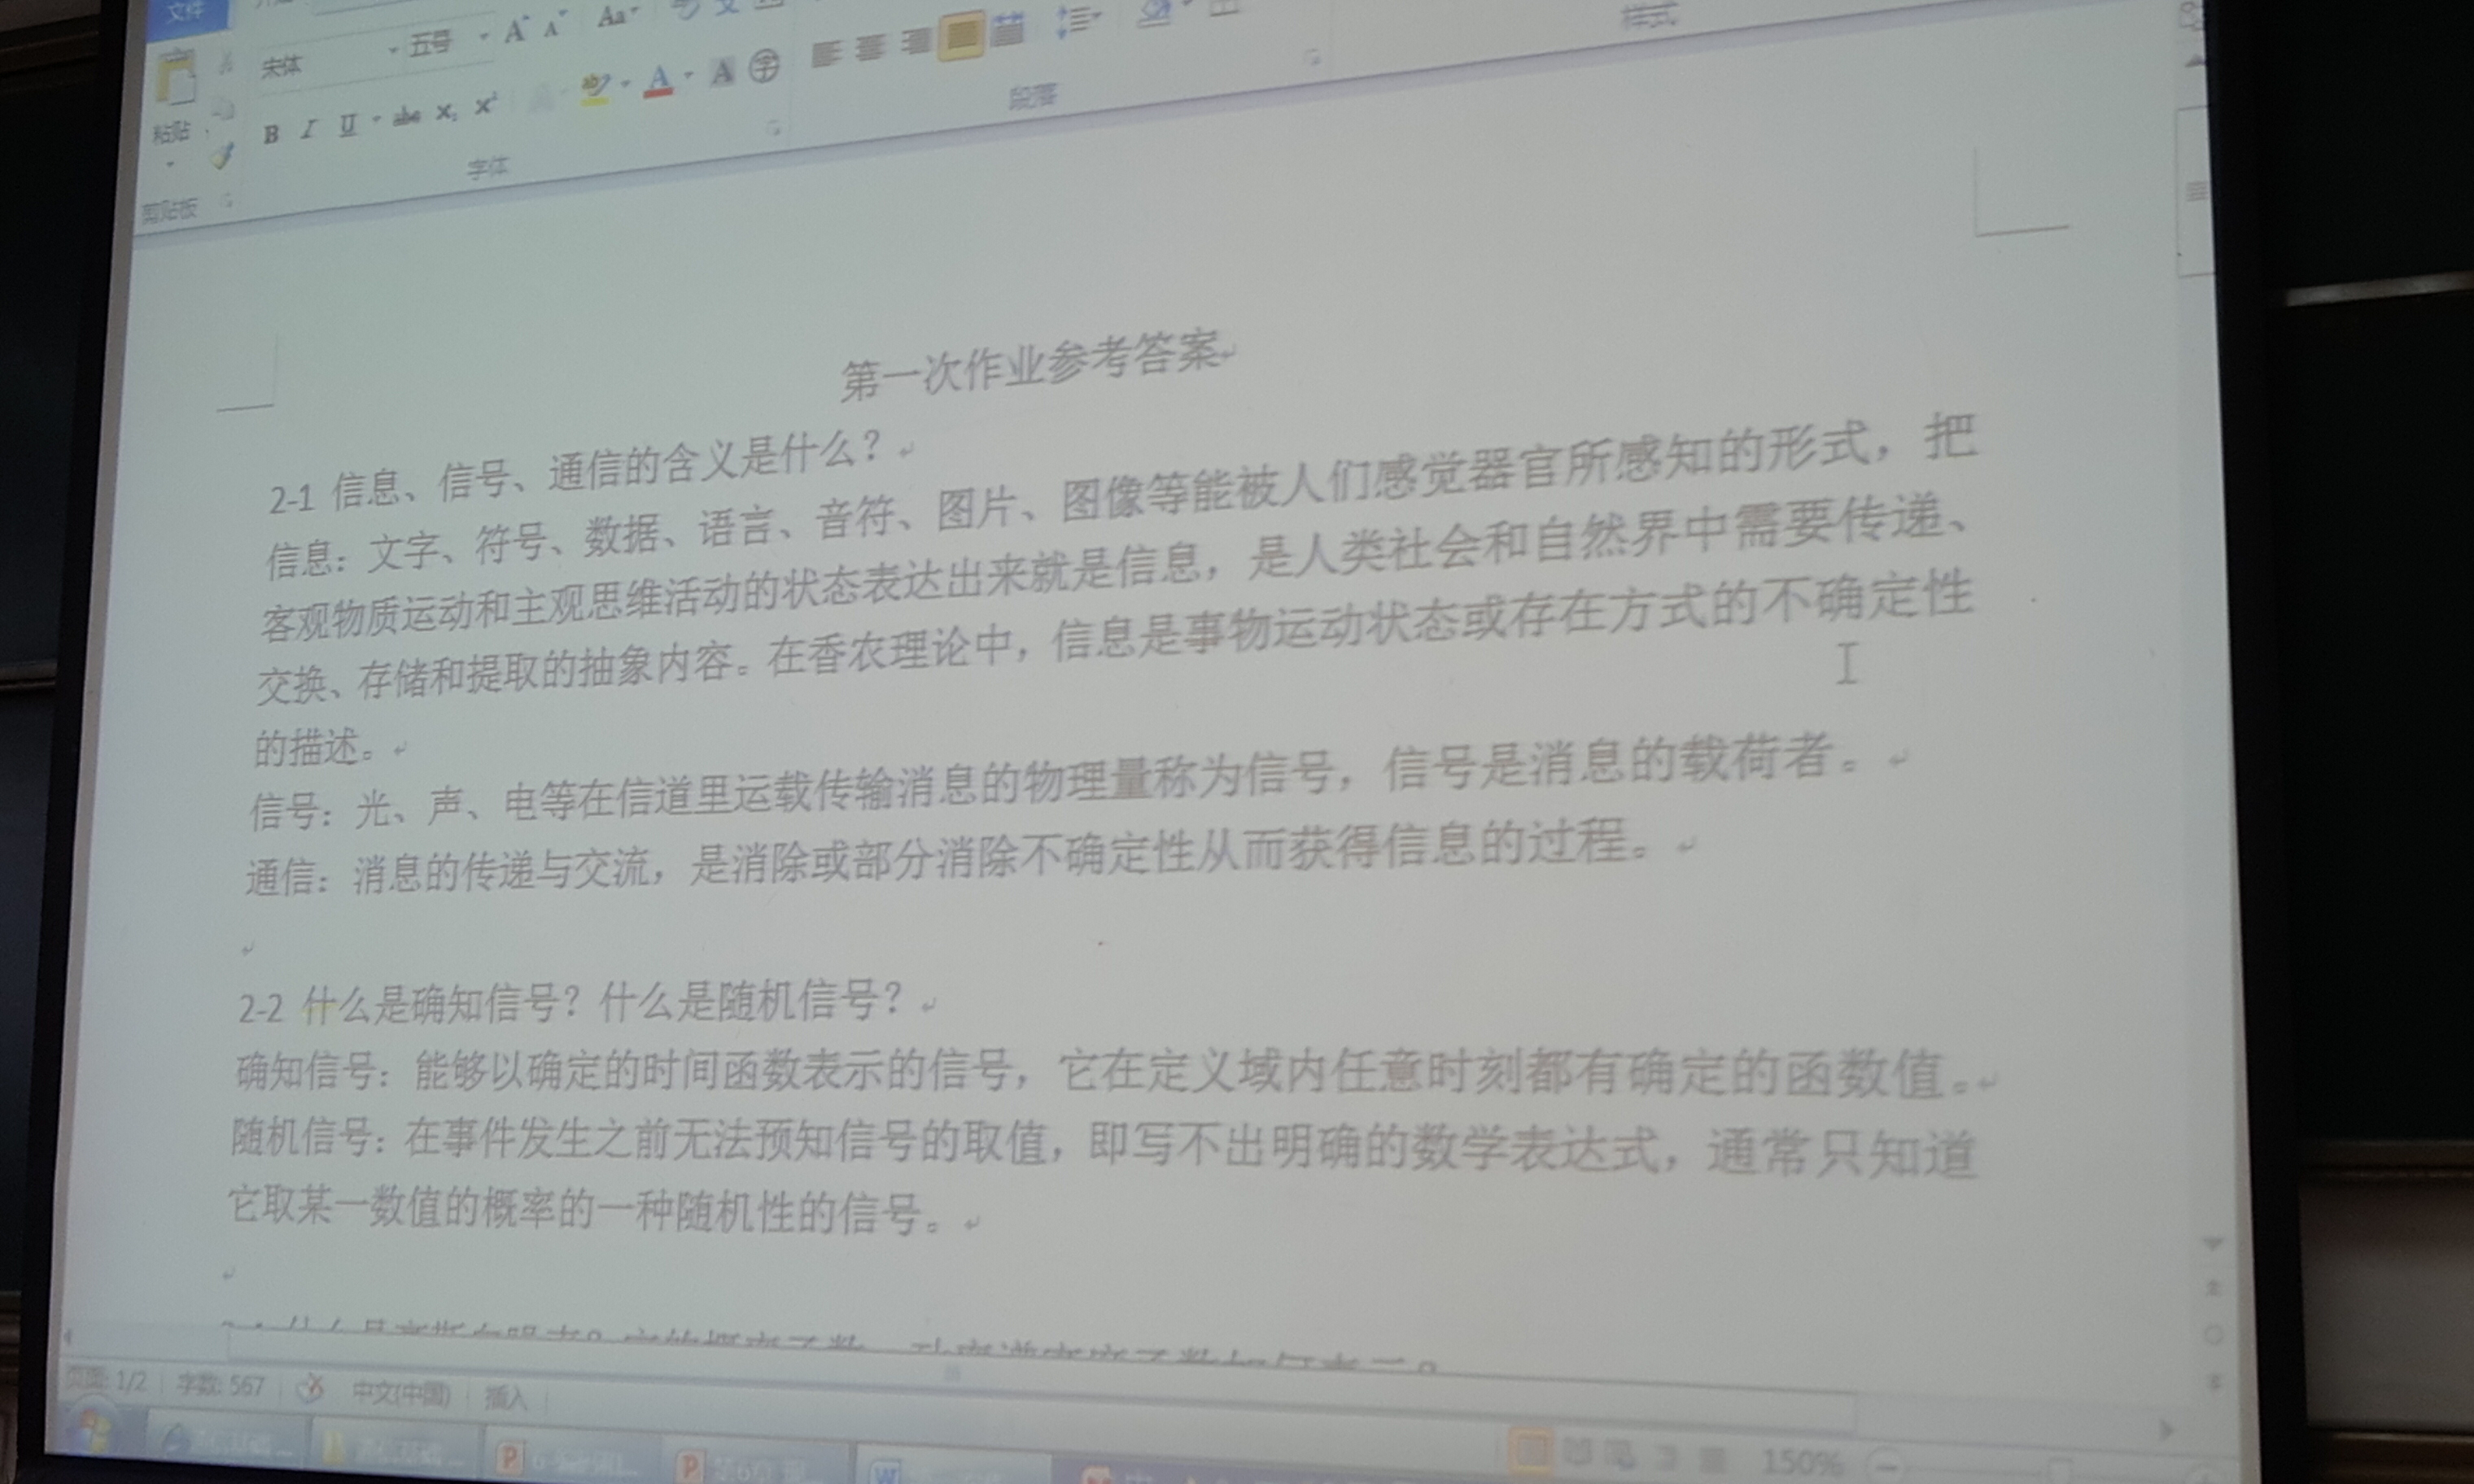 文件
宋体
五号
粘贴
B I U abc x₂ x²
剪贴板
字体
段落
样式
第一次作业参考答案
2-1 信息、信号、通信的含义是什么？
信息：文字、符号、数据、语言、音符、图片、图像等能被人们感觉器官所感知的形式，把
客观物质运动和主观思维活动的状态表达出来就是信息，是人类社会和自然界中需要传递、
交换、存储和提取的抽象内容。在香农理论中，信息是事物运动状态或存在方式的不确定性
的描述。
信号：光、声、电等在信道里运载传输消息的物理量称为信号，信号是消息的载荷者。
通信：消息的传递与交流，是消除或部分消除不确定性从而获得信息的过程。
2-2 什么是确知信号？什么是随机信号？
确知信号：能够以确定的时间函数表示的信号，它在定义域内任意时刻都有确定的函数值。
随机信号：在事件发生之前无法预知信号的取值，即写不出明确的数学表达式，通常只知道
它取某一数值的概率的一种随机性的信号。
页面: 1/2 字数: 567 中文(中国) 插入
150%